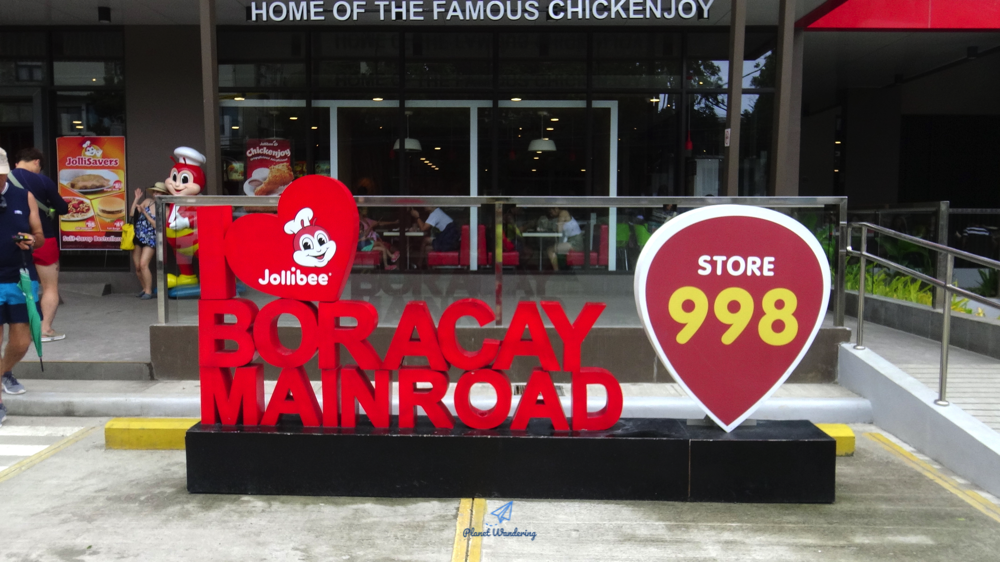 HOME OF THE FAMOUS CHICKENJOY
JolliSavers
Chickenjoy
I
Jollibee
BORACAY
MAINROAD
STORE
998
Planet Wandering